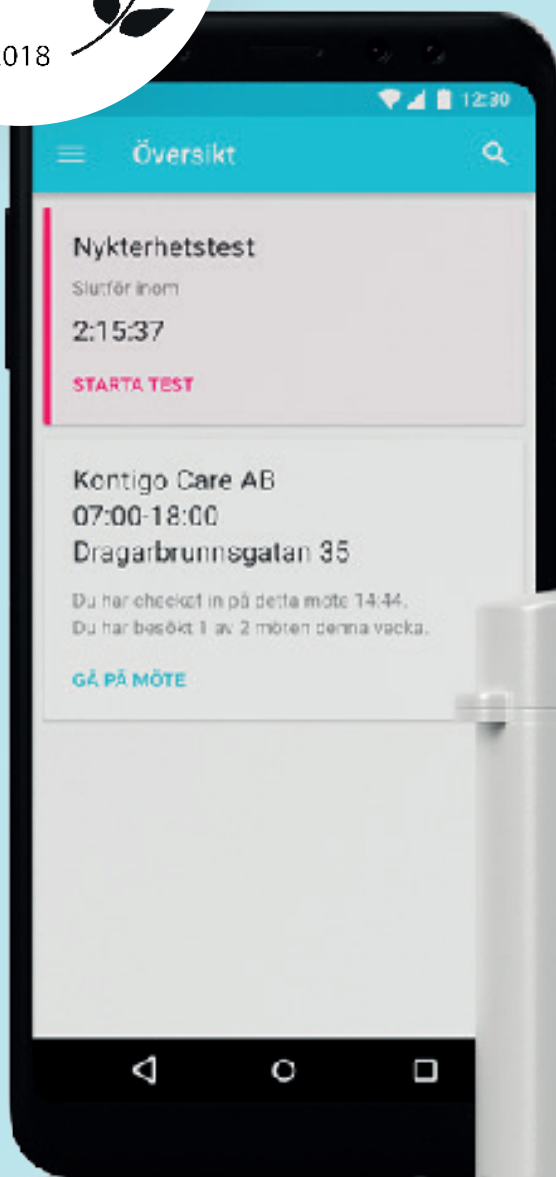 2018
12:30
Översikt
Nykterhetstest
Slutför inom
2:15:37
STARTA TEST
Kontigo Care AB
07:00-18:00
Dragarbrunnsgatan 35
Du har checkat in på detta möte 14:44.
Du har besökt 1 av 2 möten denna vecka.
GÅ PÅ MÖTE